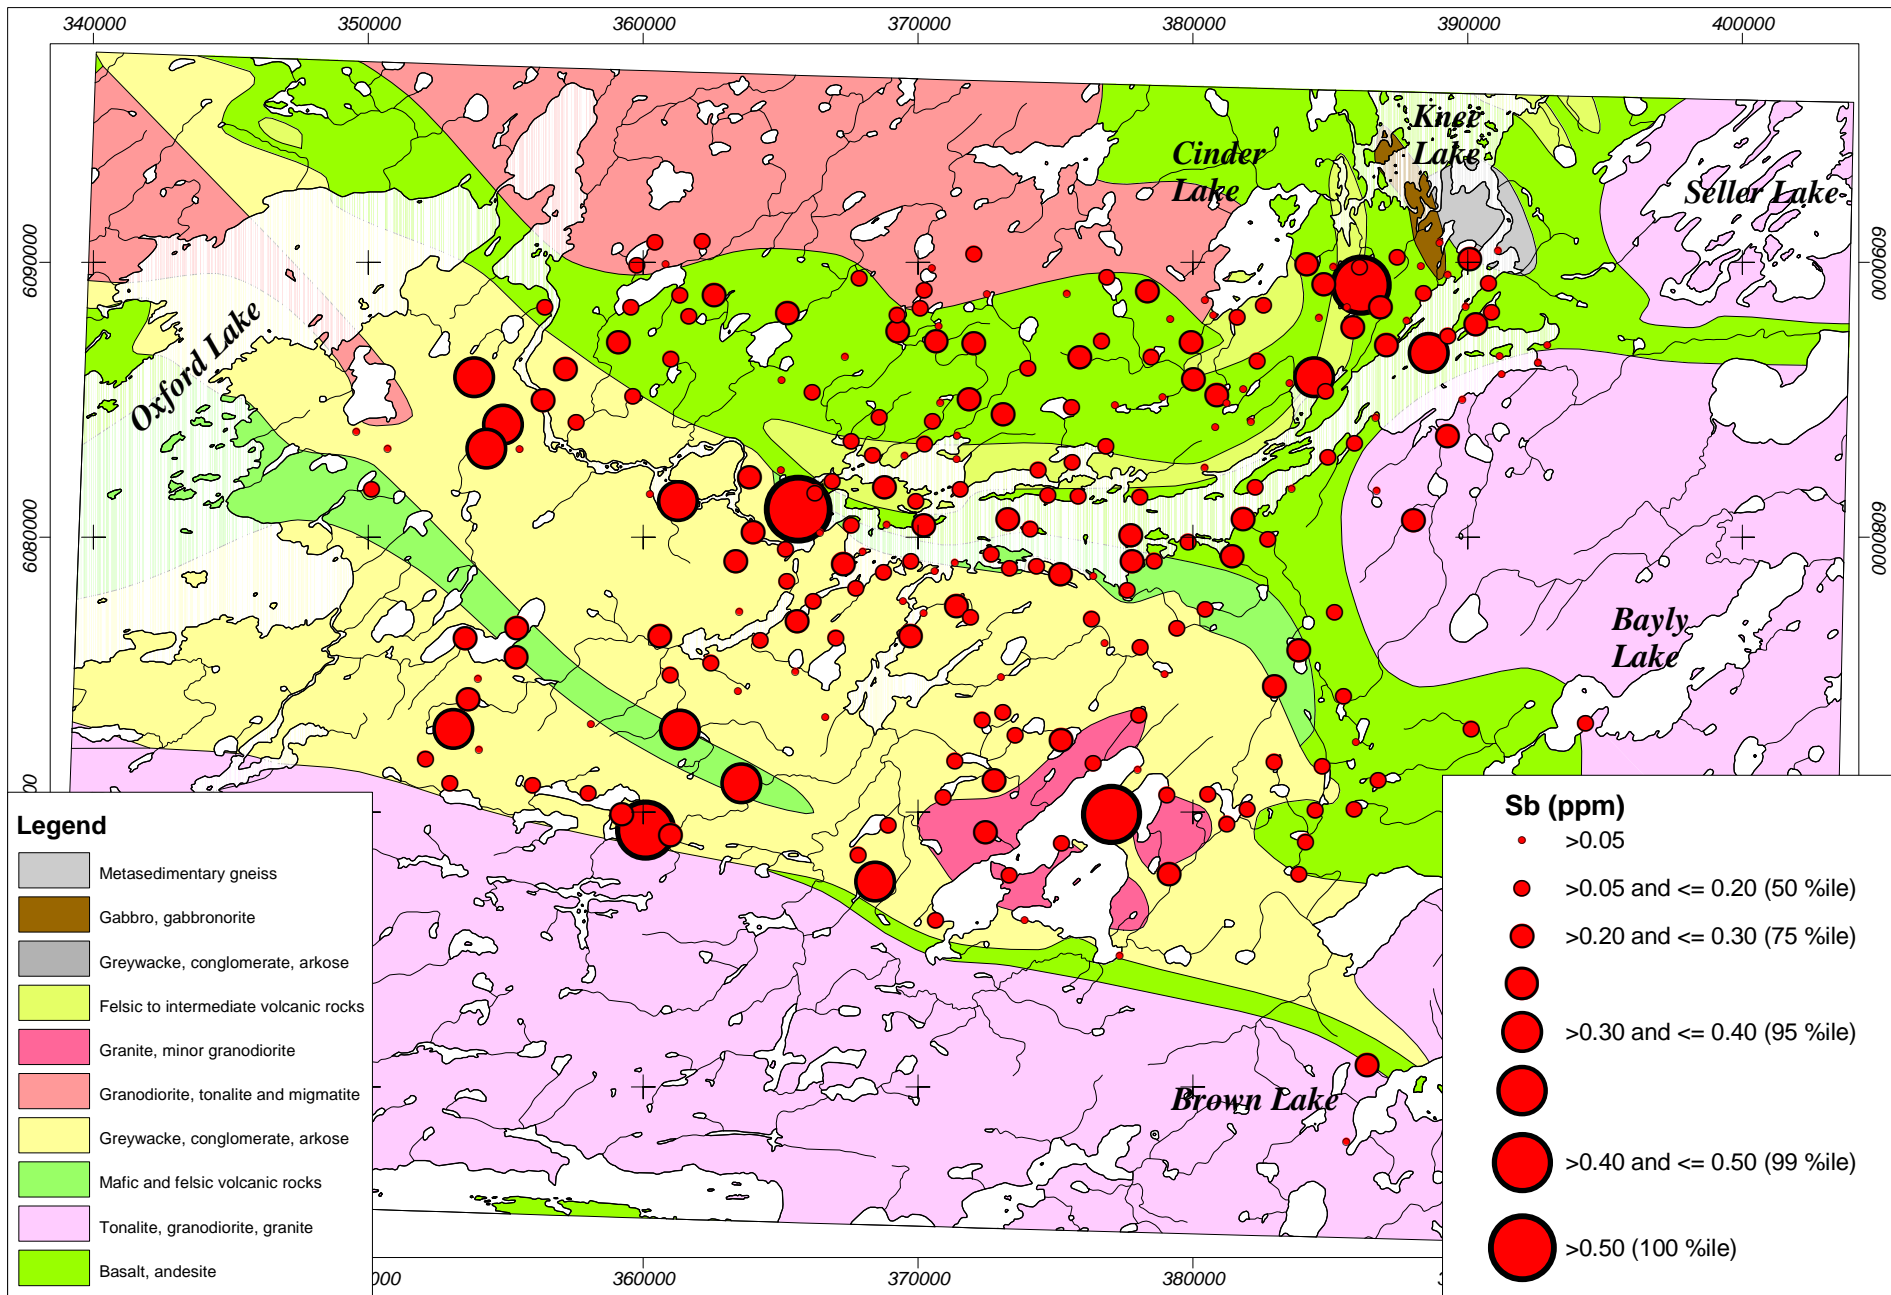 340000 350000 360000 370000 380000 390000 400000
Knee
Lake
Cinder
Lake
Seller Lake
6090000
6090000
Oxford Lake
6080000
6080000
Bayly
Lake
Brown Lake
Legend
Metasedimentary gneiss
Gabbro, gabbronorite
Greywacke, conglomerate, arkose
Felsic to intermediate volcanic rocks
Granite, minor granodiorite
Granodiorite, tonalite and migmatite
Greywacke, conglomerate, arkose
Mafic and felsic volcanic rocks
Tonalite, granodiorite, granite
Basalt, andesite
Sb (ppm)
>0.05
>0.05 and <= 0.20 (50 %ile)
>0.20 and <= 0.30 (75 %ile)
>0.30 and <= 0.40 (95 %ile)
>0.40 and <= 0.50 (99 %ile)
>0.50 (100 %ile)
360000 370000 380000